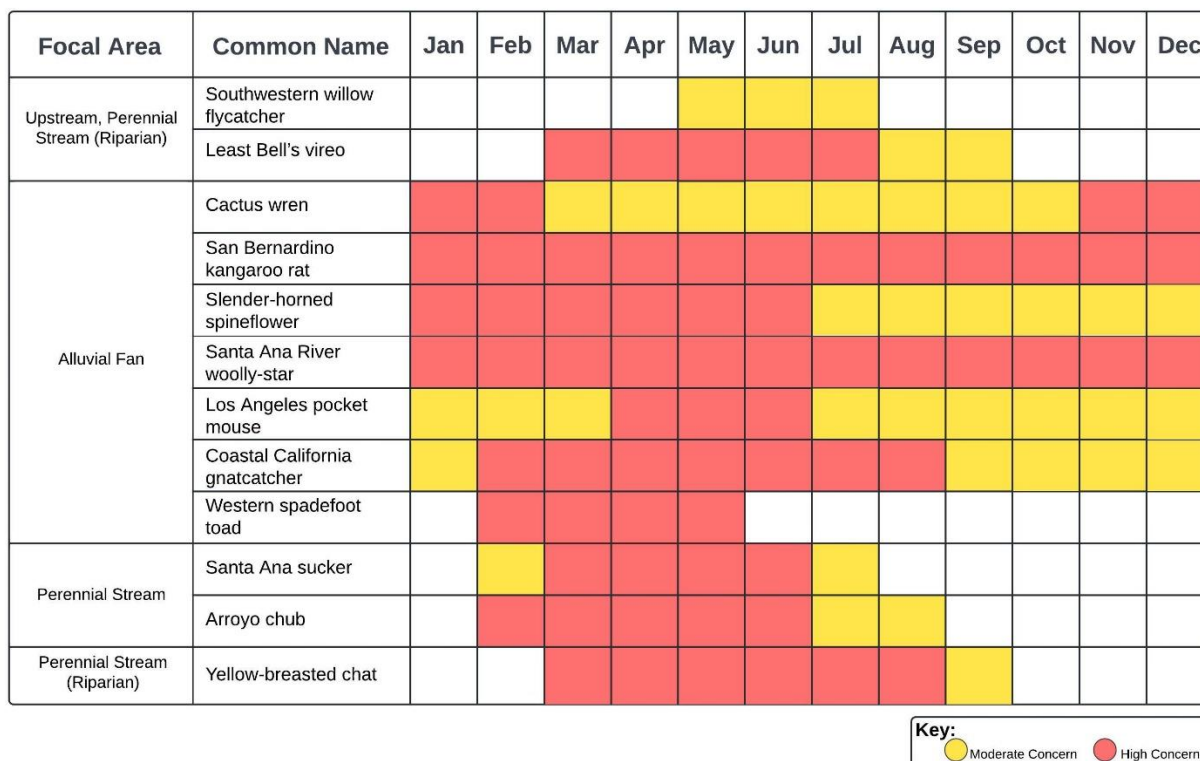 Focal Area Common Name Jan Feb Mar Apr May Jun Jul Aug Sep Oct Nov Dec
Upstream, Perennial
Stream (Riparian)
Southwestern willow
flycatcher
Least Bell's vireo
Alluvial Fan
Cactus wren
San Bernardino
kangaroo rat
Slender-horned
spineflower
Santa Ana River
woolly-star
Los Angeles pocket
mouse
Coastal California
gnatcatcher
Western spadefoot
toad
Perennial Stream
Santa Ana sucker
Arroyo chub
Perennial Stream
(Riparian)
Yellow-breasted chat
Key:
Moderate Concern High Concern